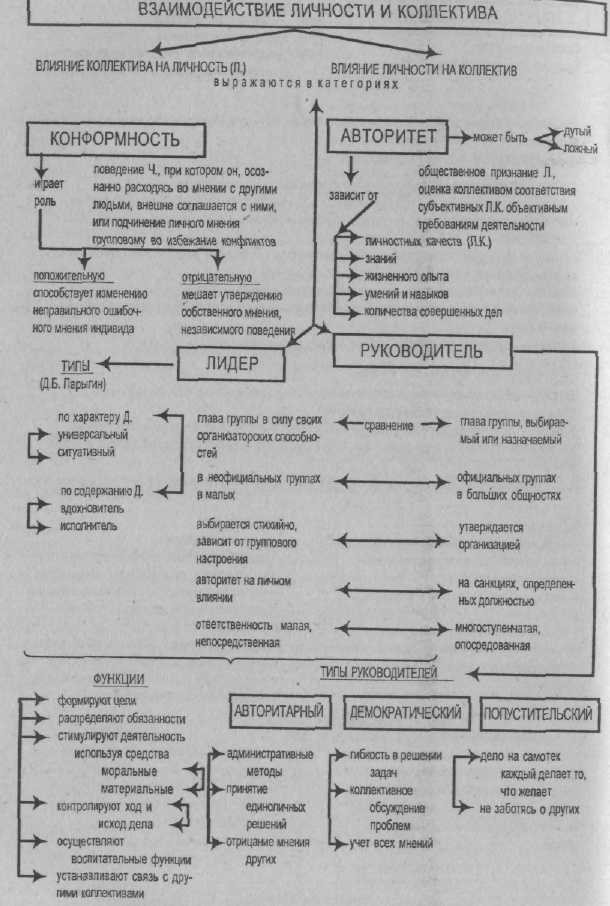 ВЗАИМОДЕЙСТВИЕ ЛИЧНОСТИ И КОЛЛЕКТИВА
ВЛИЯНИЕ КОЛЛЕКТИВА НА ЛИЧНОСТЬ (Л.)
ВЛИЯНИЕ ЛИЧНОСТИ НА КОЛЛЕКТИВ
выражаются в категориях
КОНФОРМНОСТЬ
играет
роль
поведение Ч., при котором он, осоз-
нанно расходясь во мнении с другими
людьми, внешне соглашается с ними,
или подчинение личного мнения
групповому во избежание конфликтов
положительную
способствует изменению
неправильного ошибоч-
ного мнения индивида
отрицательную
мешает утверждению
собственного мнения,
независимого поведения
АВТОРИТЕТ
может быть
дутый
ложный
зависит от
общественное признание Л.,
оценка коллективом соответствия
субъективных Л.К. объективным
требованиям деятельности
личностных качеств (Л.К.)
знаний
жизненного опыта
умений и навыков
количества совершенных дел
ЛИДЕР
РУКОВОДИТЕЛЬ
ТИПЫ
(Д.Б. Парыгин)
по характеру Д.
универсальный
ситуативный
по содержанию Д.
вдохновитель
исполнитель
глава группы в силу своих
организаторских способно-
стей
сравнение
глава группы, выбирае-
мый или назначаемый
в неофициальных группах
в малых
официальных группах
в больших общностях
выбирается стихийно,
зависит от группового
настроения
утверждается
организацией
авторитет на личном
влиянии
на санкциях, определен-
ных должностью
ответственность малая,
непосредственная
многоступенчатая,
опосредованная
ФУНКЦИИ
формируют цели
распределяют обязанности
стимулируют деятельность
используя средства
моральные
материальные
контролируют ход и
исход дела
осуществляют
воспитательные функции
устанавливают связь с дру-
гими коллективами
ТИПЫ РУКОВОДИТЕЛЕЙ
АВТОРИТАРНЫЙ
административные
методы
принятие
единоличных
решений
отрицание мнения
других
ДЕМОКРАТИЧЕСКИЙ
гибкость в решении
задач
коллективное
обсуждение
проблем
учет всех мнений
ПОПУСТИТЕЛЬСКИЙ
дело на самотек
каждый делает то,
что желает
не заботясь о других